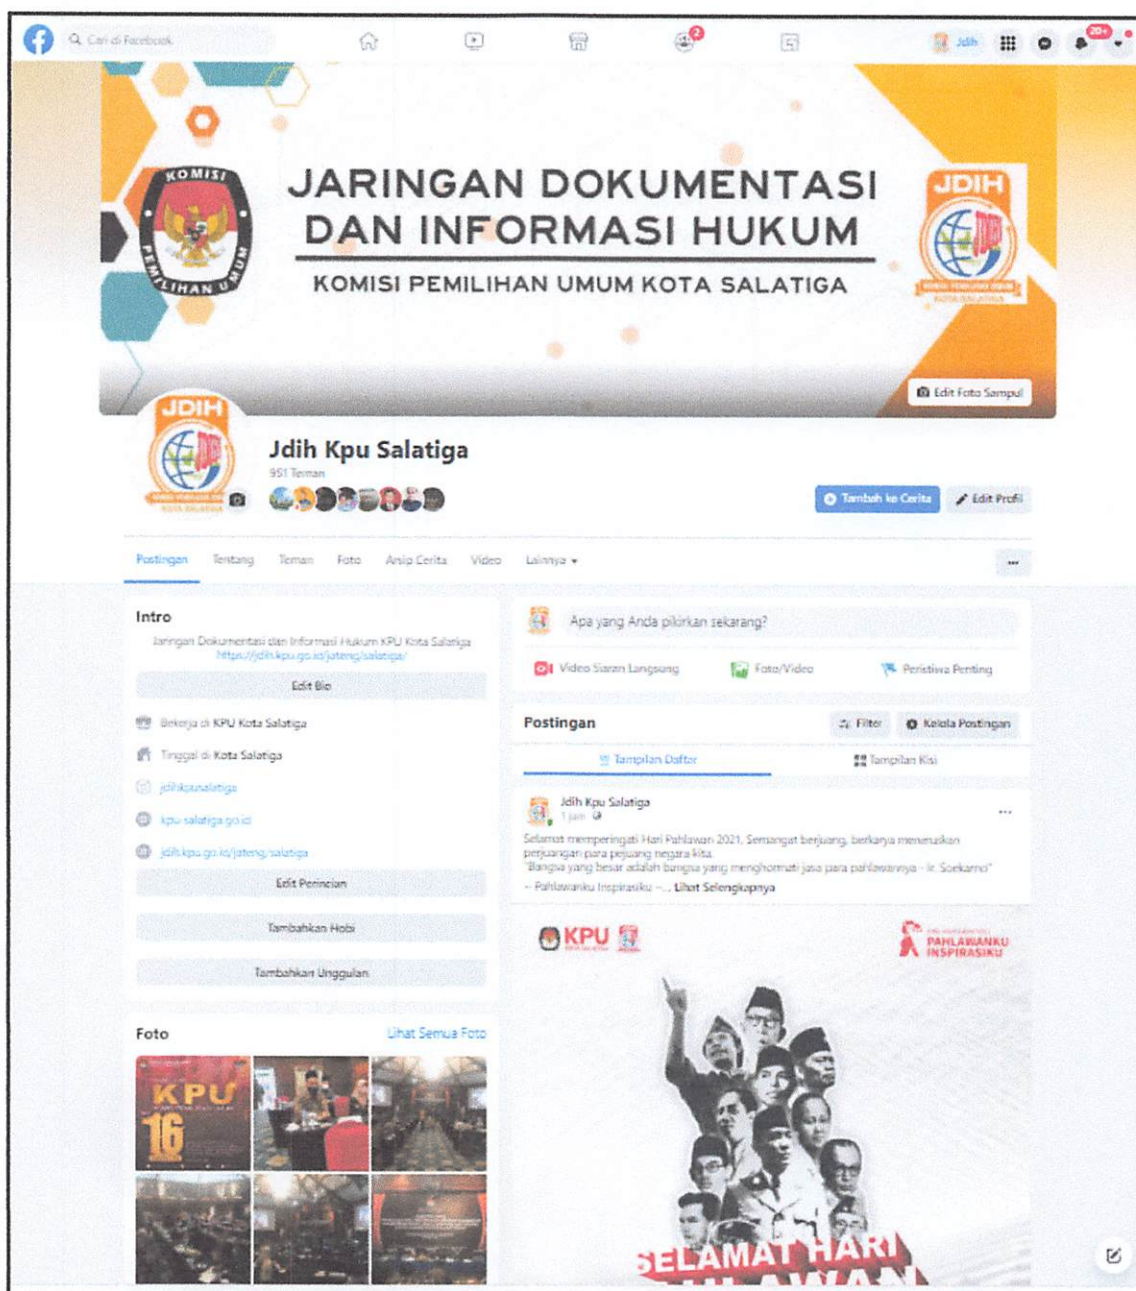 Cari di Facebook
2
Jdih
20+
KOMISI
PEMILIHAN UMUM
JARINGAN DOKUMENTASI
DAN INFORMASI HUKUM
KOMISI PEMILIHAN UMUM KOTA SALATIGA
JDIH
KOTA SALATIGA
Edit Foto Sampul
JDIH
KOTA SALATIGA
Jdih Kpu Salatiga
951 Teman
Tambah ke Cerita
Edit Profil
Postingan
Tentang
Teman
Foto
Arsip Cerita
Video
Lainnya
Intro
Jaringan Dokumentasi dan Informasi Hukum KPU Kota Salatiga
https://jdih.kpu.go.id/jateng/salatiga/
Edit Bio
Bekerja di KPU Kota Salatiga
Tinggal di Kota Salatiga
jdihkpusalatiga
kpu-salatiga.go.id
jdih.kpu.go.id/jateng/salatiga
Edit Perincian
Tambahkan Hobi
Tambahkan Unggulan
Foto
Lihat Semua Foto
KPU
16
Apa yang Anda pikirkan sekarang?
Video Siaran Langsung
Foto/Video
Peristiwa Penting
Postingan
Filter
Kelola Postingan
Tampilan Daftar
Tampilan Kisi
Jdih Kpu Salatiga
1 jam
Selamat memperingati Hari Pahlawan 2021, Semangat berjuang, berkarya meneruskan
perjuangan para pejuang negara kita.
"Bangsa yang besar adalah bangsa yang menghormati jasa para pahlawannya - Ir. Soekarno"
~ Pahlawanku Inspirasiku ~... Lihat Selengkapnya
KPU
PAHLAWANKU
INSPIRASIKU
SELAMAT HARI